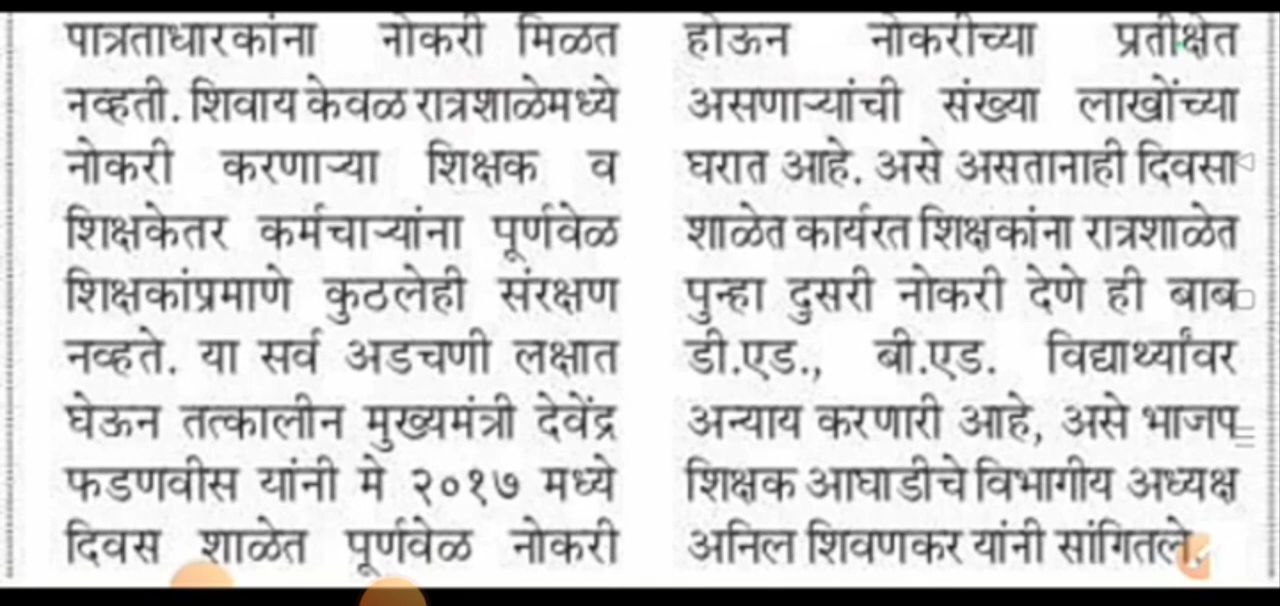 पात्रताधारकांना नोकरी मिळत
नव्हती. शिवाय केवळ रात्रशाळेमध्ये
नोकरी करणाऱ्या शिक्षक व
शिक्षकेतर कर्मचाऱ्यांना पूर्णवेळ
शिक्षकांप्रमाणे कुठलेही संरक्षण
नव्हते. या सर्व अडचणी लक्षात
घेऊन तत्कालीन मुख्यमंत्री देवेंद्र
फडणवीस यांनी मे २०१७ मध्ये
दिवस शाळेत पूर्णवेळ नोकरी
होऊन नोकरीच्या प्रतीक्षेत
असणाऱ्यांची संख्या लाखोंच्या
घरात आहे. असे असतानाही दिवसा
शाळेत कार्यरत शिक्षकांना रात्रशाळेत
पुन्हा दुसरी नोकरी देणे ही बाब
डी.एड., बी.एड. विद्यार्थ्यांवर
अन्याय करणारी आहे, असे भाजप
शिक्षक आघाडीचे विभागीय अध्यक्ष
अनिल शिवणकर यांनी सांगितले.